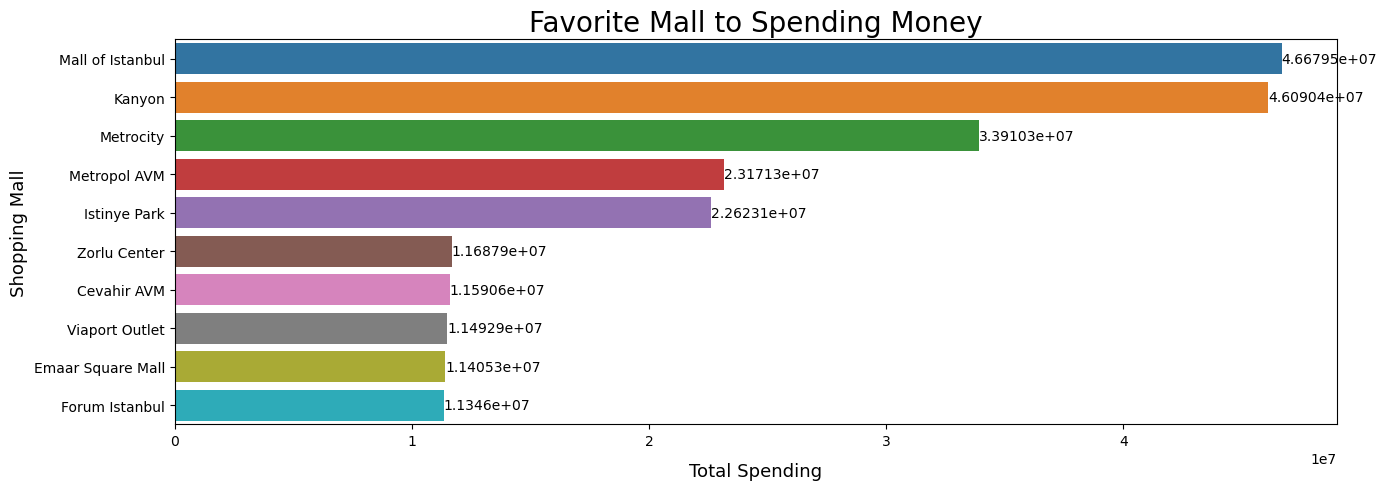 Favorite Mall to Spending Money
Shopping Mall
Mall of Istanbul 4.66795e+07
Kanyon 4.60904e+07
Metrocity 3.39103e+07
Metropol AVM 2.31713e+07
Istinye Park 2.26231e+07
Zorlu Center 1.16879e+07
Cevahir AVM 1.15906e+07
Viaport Outlet 1.14929e+07
Emaar Square Mall 1.14053e+07
Forum Istanbul 1.1346e+07
0 1 2 3 4
1e7
Total Spending